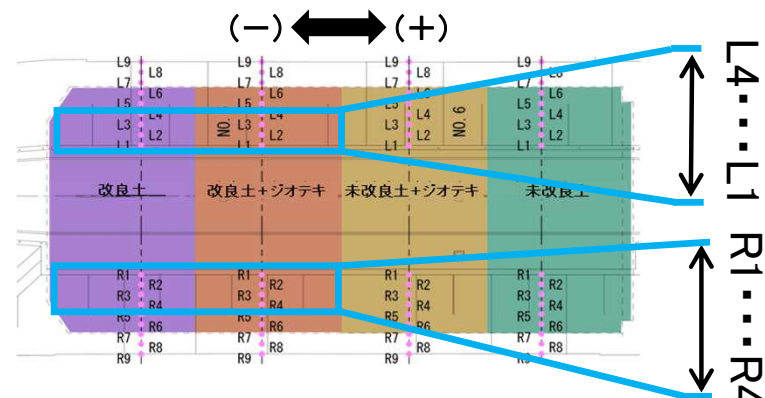 (－) (＋)
L9 L9 L9 L9
L8 L8 L8 L8
L7 L7 L7 L7
L6 L6 L6 L6
L5 L5 L5 L5
L4 L4 L4 L4
L3 L3 L3 L3
L2 L2 L2 L2
L1 L1 L1 L1
NO. NO. 6
改良土 改良土+ジオテキ 未改良土+ジオテキ 未改良土
R1 R1 R1 R1
R2 R2 R2 R2
R3 R3 R3 R3
R4 R4 R4 R4
R5 R5 R5 R5
R6 R6 R6 R6
R7 R7 R7 R7
R8 R8 R8 R8
R9 R9 R9 R9
L4・・・L1
R1・・・R4